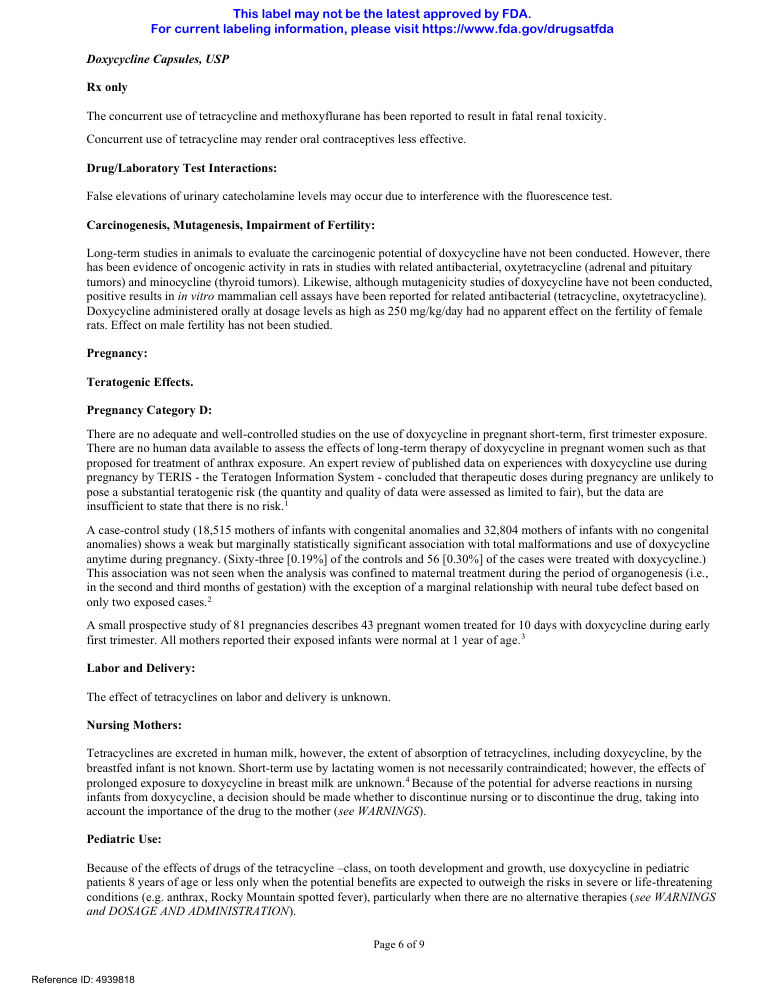 This label may not be the latest approved by FDA.
For current labeling information, please visit https://www.fda.gov/drugsatfda
Doxycycline Capsules, USP
Rx only
The concurrent use of tetracycline and methoxyflurane has been reported to result in fatal renal toxicity.
Concurrent use of tetracycline may render oral contraceptives less effective.
Drug/Laboratory Test Interactions:
False elevations of urinary catecholamine levels may occur due to interference with the fluorescence test.
Carcinogenesis, Mutagenesis, Impairment of Fertility:
Long-term studies in animals to evaluate the carcinogenic potential of doxycycline have not been conducted. However, there
has been evidence of oncogenic activity in rats in studies with related antibacterial, oxytetracycline (adrenal and pituitary
tumors) and minocycline (thyroid tumors). Likewise, although mutagenicity studies of doxycycline have not been conducted,
positive results in in vitro mammalian cell assays have been reported for related antibacterial (tetracycline, oxytetracycline).
Doxycycline administered orally at dosage levels as high as 250 mg/kg/day had no apparent effect on the fertility of female
rats. Effect on male fertility has not been studied.
Pregnancy:
Teratogenic Effects.
Pregnancy Category D:
There are no adequate and well-controlled studies on the use of doxycycline in pregnant short-term, first trimester exposure.
There are no human data available to assess the effects of long-term therapy of doxycycline in pregnant women such as that
proposed for treatment of anthrax exposure. An expert review of published data on experiences with doxycycline use during
pregnancy by TERIS - the Teratogen Information System - concluded that therapeutic doses during pregnancy are unlikely to
pose a substantial teratogenic risk (the quantity and quality of data were assessed as limited to fair), but the data are
insufficient to state that there is no risk.1
A case-control study (18,515 mothers of infants with congenital anomalies and 32,804 mothers of infants with no congenital
anomalies) shows a weak but marginally statistically significant association with total malformations and use of doxycycline
anytime during pregnancy. (Sixty-three [0.19%] of the controls and 56 [0.30%] of the cases were treated with doxycycline.)
This association was not seen when the analysis was confined to maternal treatment during the period of organogenesis (i.e.,
in the second and third months of gestation) with the exception of a marginal relationship with neural tube defect based on
only two exposed cases.2
A small prospective study of 81 pregnancies describes 43 pregnant women treated for 10 days with doxycycline during early
first trimester. All mothers reported their exposed infants were normal at 1 year of age.3
Labor and Delivery:
The effect of tetracyclines on labor and delivery is unknown.
Nursing Mothers:
Tetracyclines are excreted in human milk, however, the extent of absorption of tetracyclines, including doxycycline, by the
breastfed infant is not known. Short-term use by lactating women is not necessarily contraindicated; however, the effects of
prolonged exposure to doxycycline in breast milk are unknown.4 Because of the potential for adverse reactions in nursing
infants from doxycycline, a decision should be made whether to discontinue nursing or to discontinue the drug, taking into
account the importance of the drug to the mother (see WARNINGS).
Pediatric Use:
Because of the effects of drugs of the tetracycline –class, on tooth development and growth, use doxycycline in pediatric
patients 8 years of age or less only when the potential benefits are expected to outweigh the risks in severe or life-threatening
conditions (e.g. anthrax, Rocky Mountain spotted fever), particularly when there are no alternative therapies (see WARNINGS
and DOSAGE AND ADMINISTRATION).
Page 6 of 9
Reference ID: 4939818